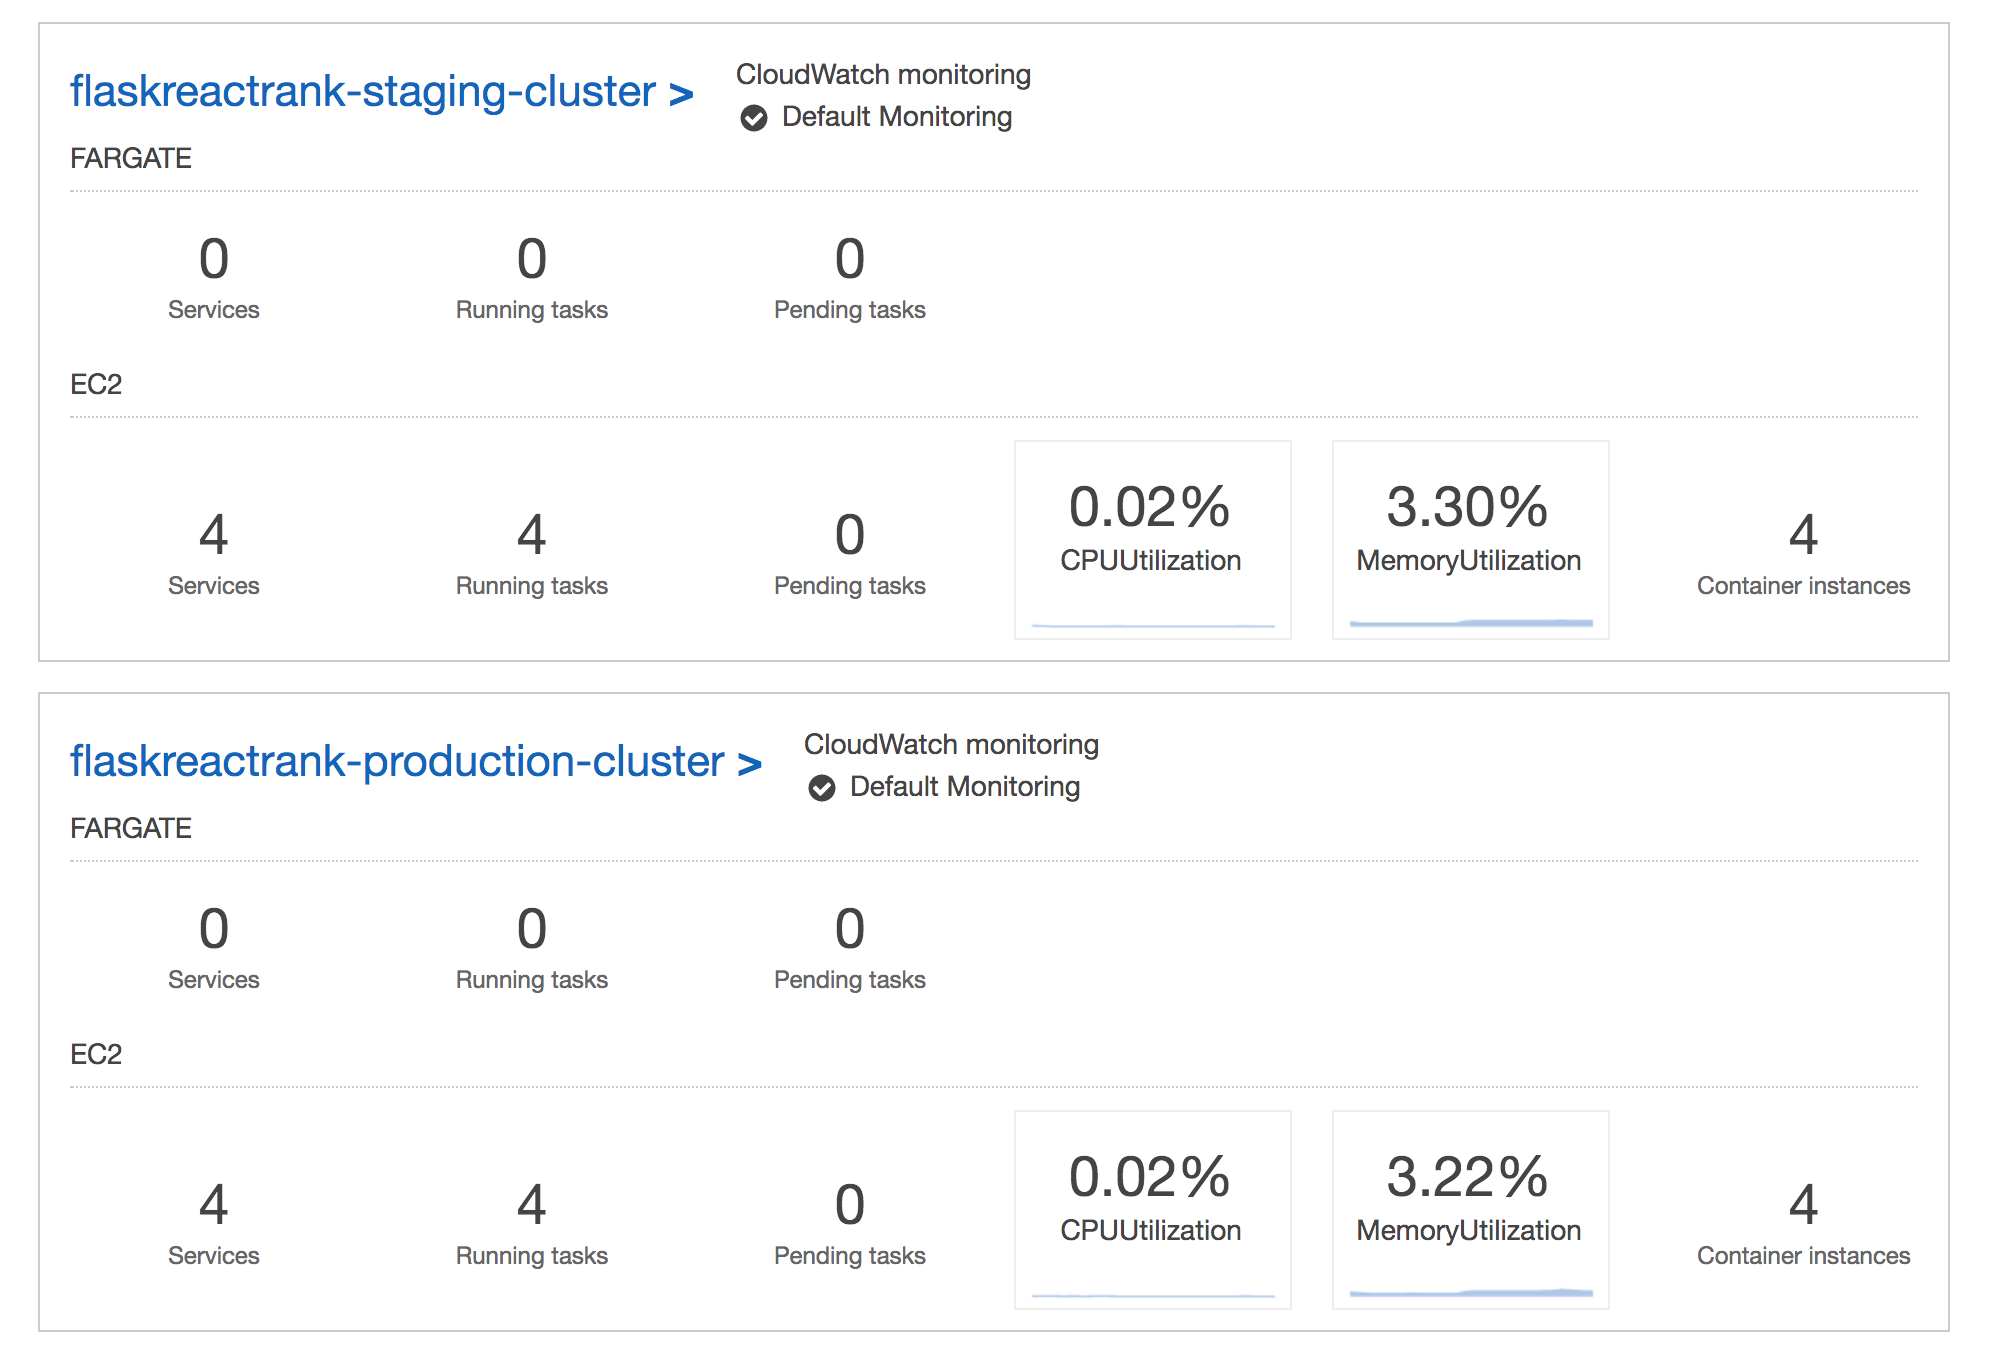 flaskreactrank-staging-cluster >
CloudWatch monitoring
Default Monitoring
FARGATE
0 0 0
Services Running tasks Pending tasks
EC2
4 4 0 0.02% 3.30% 4
Services Running tasks Pending tasks CPUUtilization MemoryUtilization Container instances
flaskreactrank-production-cluster >
CloudWatch monitoring
Default Monitoring
FARGATE
0 0 0
Services Running tasks Pending tasks
EC2
4 4 0 0.02% 3.22% 4
Services Running tasks Pending tasks CPUUtilization MemoryUtilization Container instances